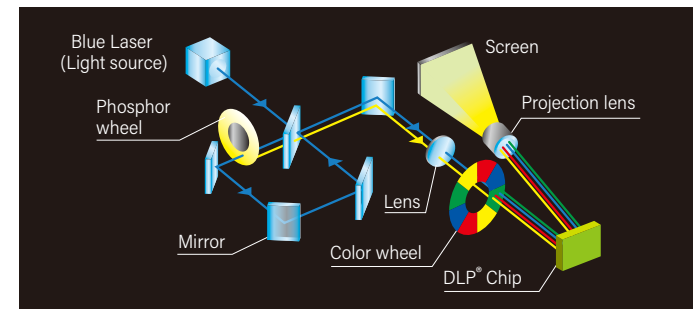 Blue Laser
(Light source)
Screen
Phosphor
wheel
Projection lens
Lens
Mirror
Color wheel
DLP® Chip